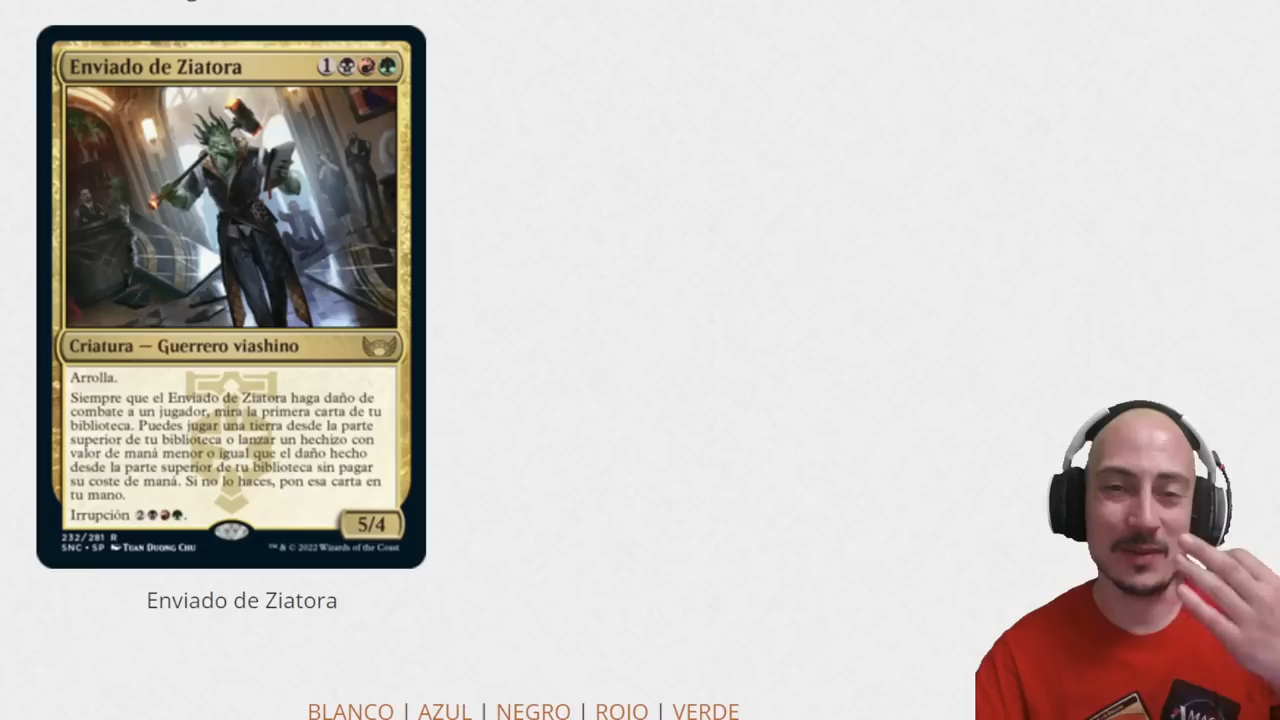 Enviado de Ziatora 1
Criatura — Guerrero viashino
Arrolla.
Siempre que el Enviado de Ziatora haga daño de
combate a un jugador, mira la primera carta de tu
biblioteca. Puedes jugar una tierra desde la parte
superior de tu biblioteca o lanzar un hechizo con
valor de maná menor o igual que el daño hecho
desde la parte superior de tu biblioteca sin pagar
su coste de maná. Si no lo haces, pon esa carta en
tu mano.
Irrupción 2.
5/4
232/281 R
SNC • SP Tuan Duong Chu ™ & © 2022 Wizards of the Coast
Enviado de Ziatora
BLANCO | AZUL | NEGRO | ROJO | VERDE